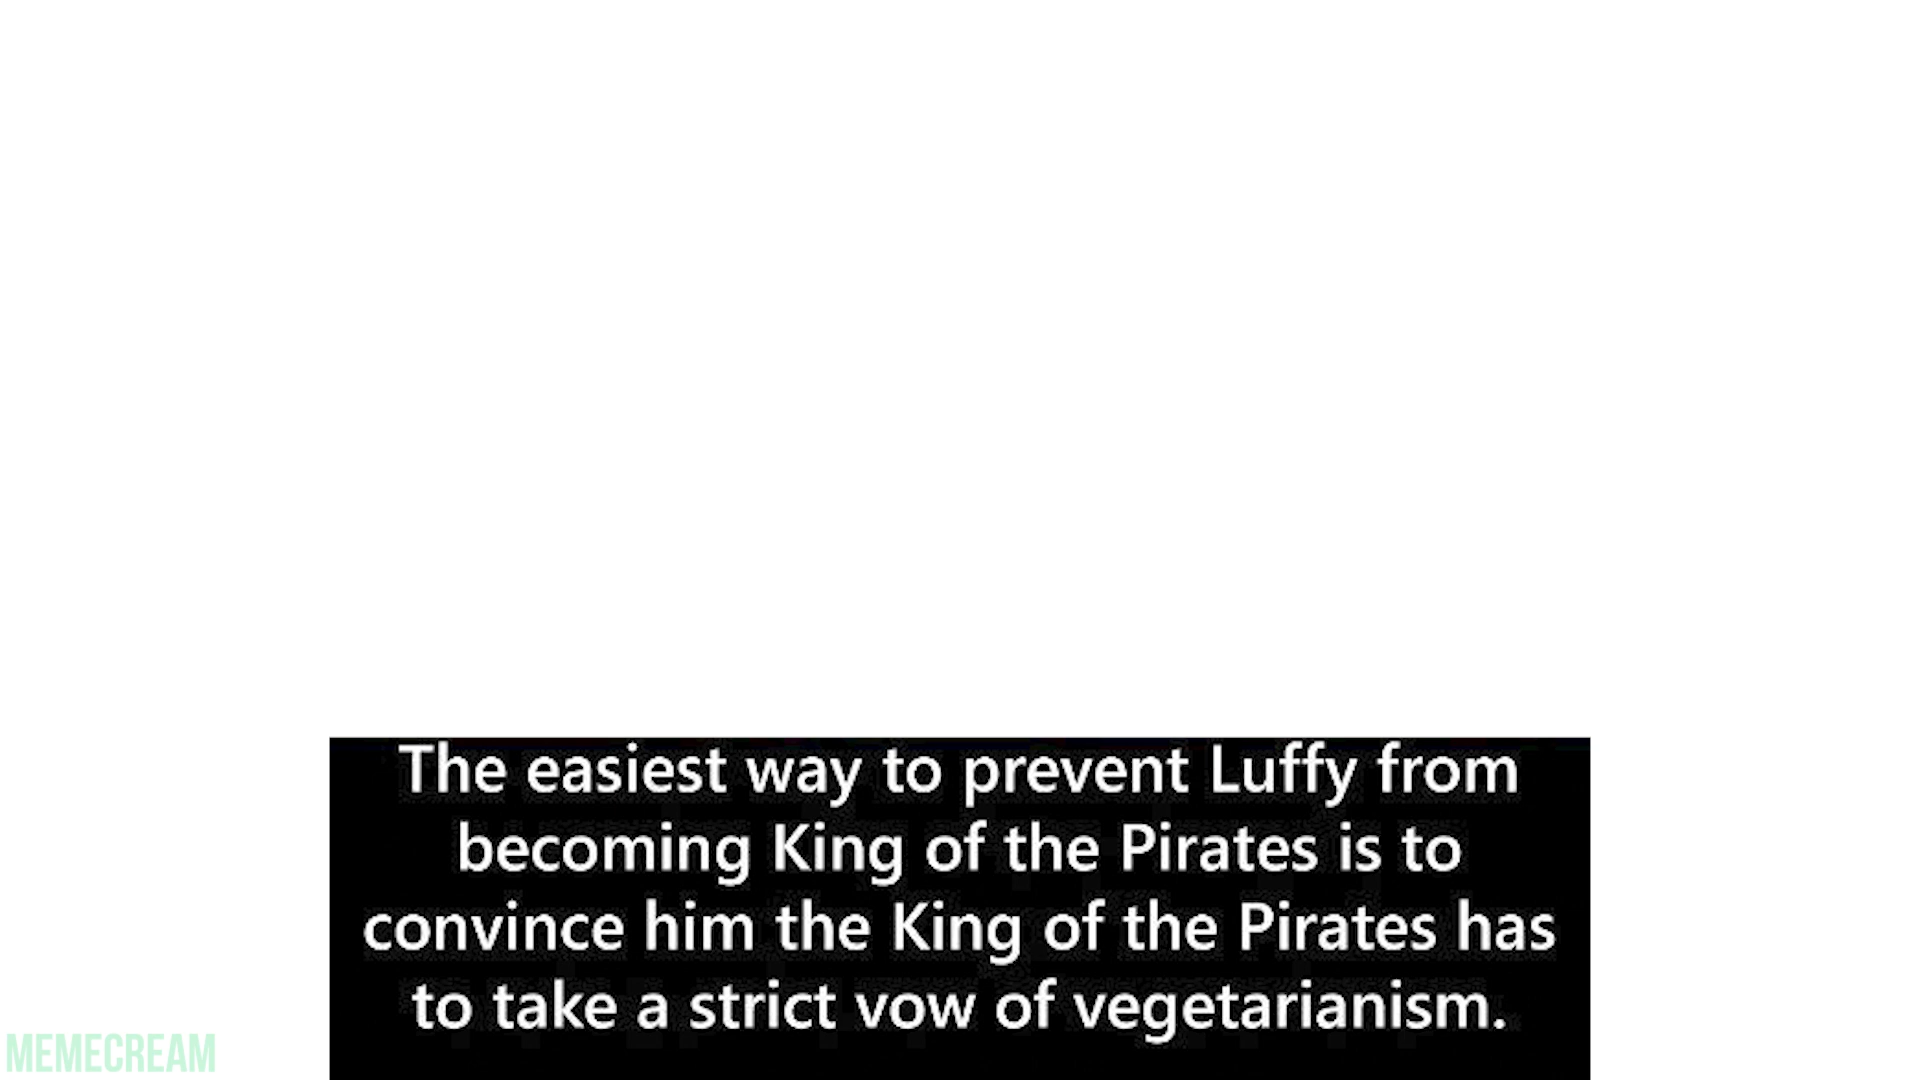 The easiest way to prevent Luffy from
becoming King of the Pirates is to
convince him the King of the Pirates has
to take a strict vow of vegetarianism.
MEMECREAM